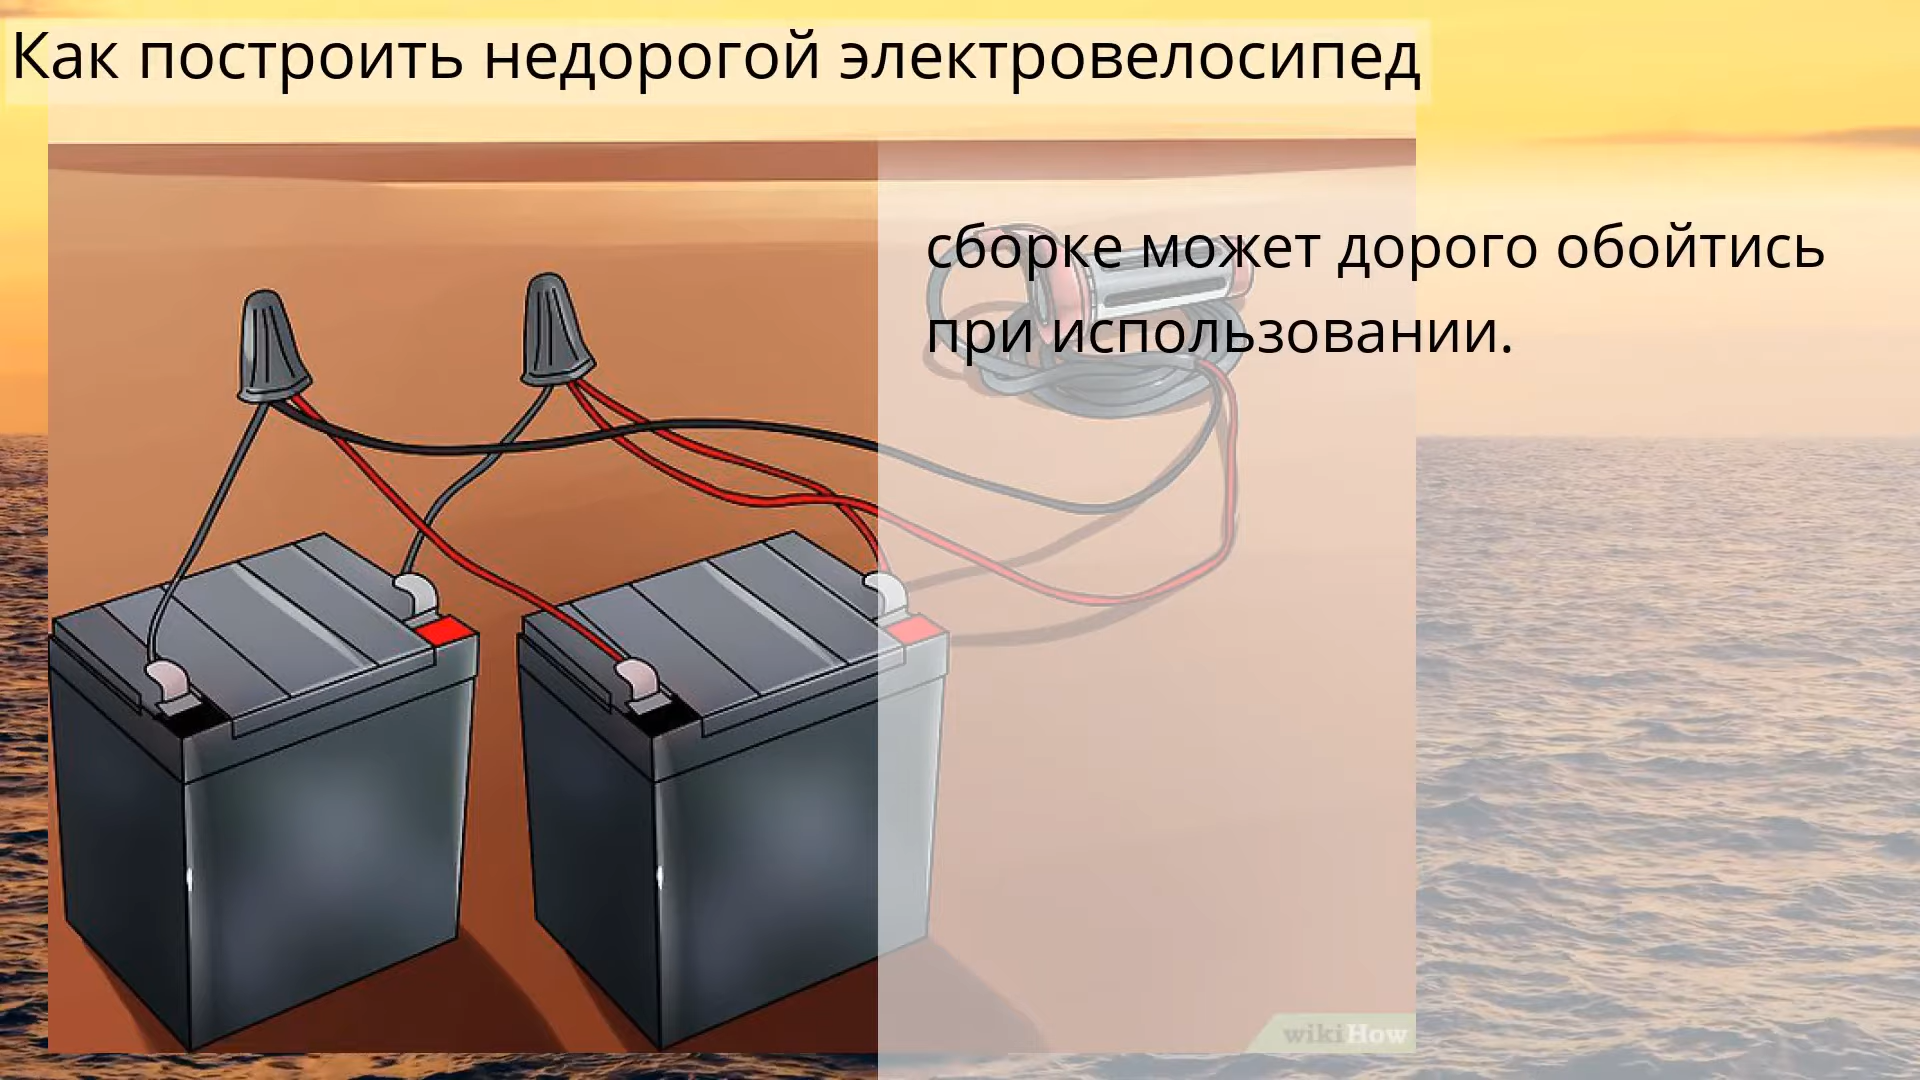 Как построить недорогой электровелосипед
сборке может дорого обойтись
при использовании.
wikiHow